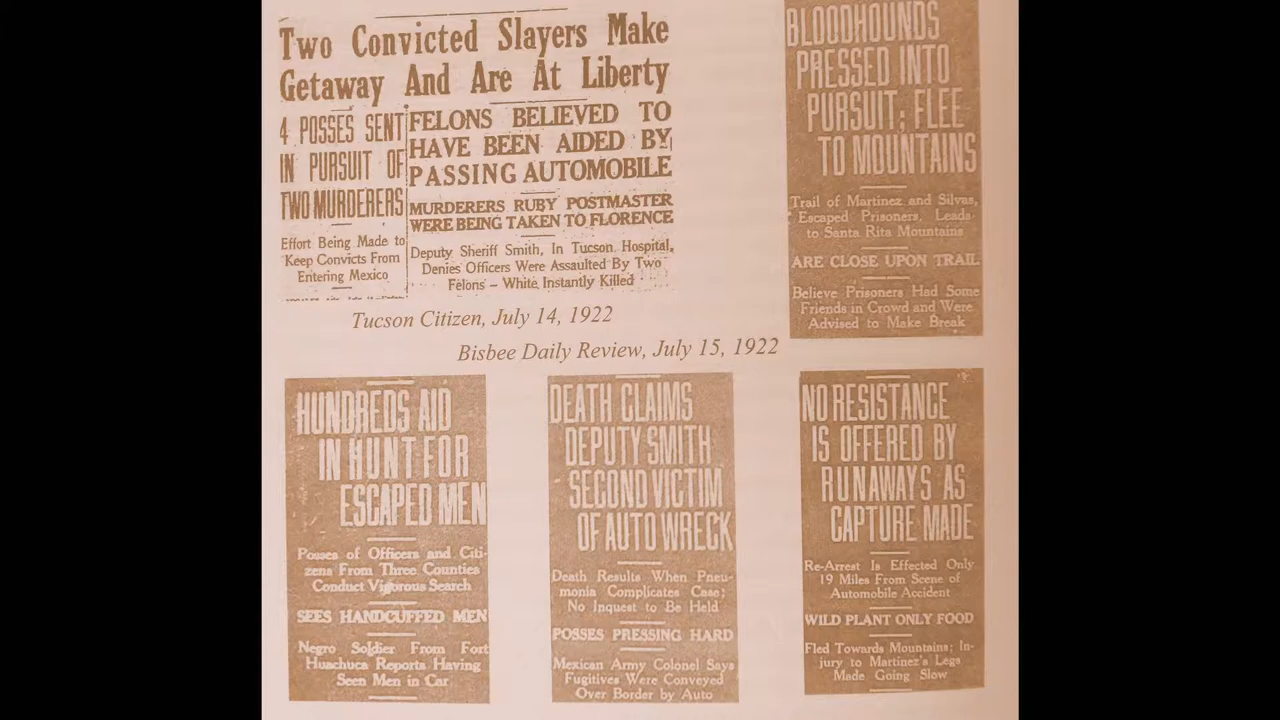 Two Convicted Slayers Make
Getaway And Are At Liberty
4 POSSES SENT
IN PURSUIT OF
TWO MURDERERS
Effort Being Made to
Keep Convicts From
Entering Mexico
FELONS BELIEVED TO
HAVE BEEN AIDED BY
PASSING AUTOMOBILE
MURDERERS RUBY POSTMASTER
WERE BEING TAKEN TO FLORENCE
Deputy Sheriff Smith, In Tucson Hospital,
Denies Officers Were Assaulted By Two
Felons – White Instantly Killed
Tucson Citizen, July 14, 1922
BLOODHOUNDS
PRESSED INTO
PURSUIT; FLEE
TO MOUNTAINS
Trail of Martinez and Silvas,
Escaped Prisoners, Leads
to Santa Rita Mountains
ARE CLOSE UPON TRAIL
Believe Prisoners Had Some
Friends in Crowd and Were
Advised to Make Break
Bisbee Daily Review, July 15, 1922
HUNDREDS AID
IN HUNT FOR
ESCAPED MEN
Posses of Officers and Citi-
zens From Three Counties
Conduct Vigorous Search
SEES HANDCUFFED MEN
Negro Soldier From Fort
Huachuca Reports Having
Seen Men in Car
DEATH CLAIMS
DEPUTY SMITH
SECOND VICTIM
OF AUTO WRECK
Death Results When Pneu-
monia Complicates Case;
No Inquest to Be Held
POSSES PRESSING HARD
Mexican Army Colonel Says
Fugitives Were Conveyed
Over Border by Auto
NO RESISTANCE
IS OFFERED BY
RUNAWAYS AS
CAPTURE MADE
Re-Arrest Is Effected Only
19 Miles From Scene of
Automobile Accident
WILD PLANT ONLY FOOD
Fled Towards Mountains; In-
jury to Martinez's Legs
Made Going Slow